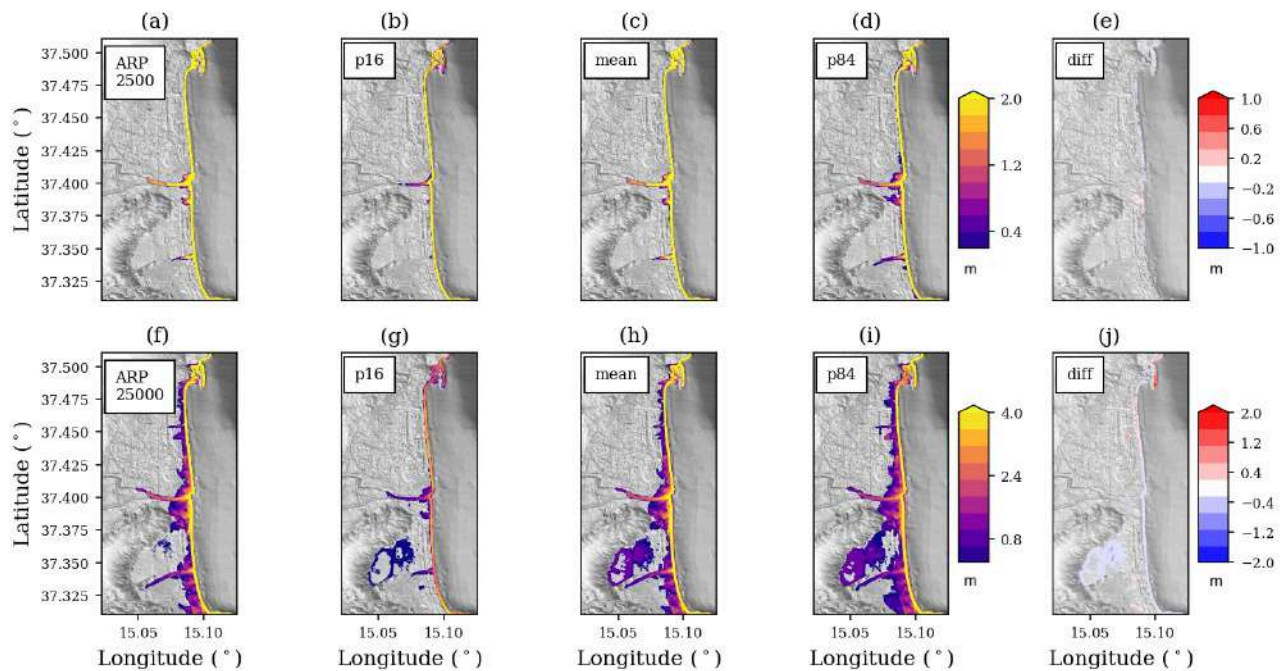 (a) (b) (c) (d) (e)
ARP
2500
p16
mean
p84
diff
Latitude (°)
37.500
37.475
37.450
37.425
37.400
37.375
37.350
37.325
2.0
1.2
0.4
m
1.0
0.6
0.2
−0.2
−0.6
−1.0
m
(f) (g) (h) (i) (j)
ARP
25000
p16
mean
p84
diff
Latitude (°)
37.500
37.475
37.450
37.425
37.400
37.375
37.350
37.325
4.0
2.4
0.8
m
2.0
1.2
0.4
−0.4
−1.2
−2.0
m
15.05 15.10 15.05 15.10 15.05 15.10 15.05 15.10 15.05 15.10
Longitude (°) Longitude (°) Longitude (°) Longitude (°) Longitude (°)